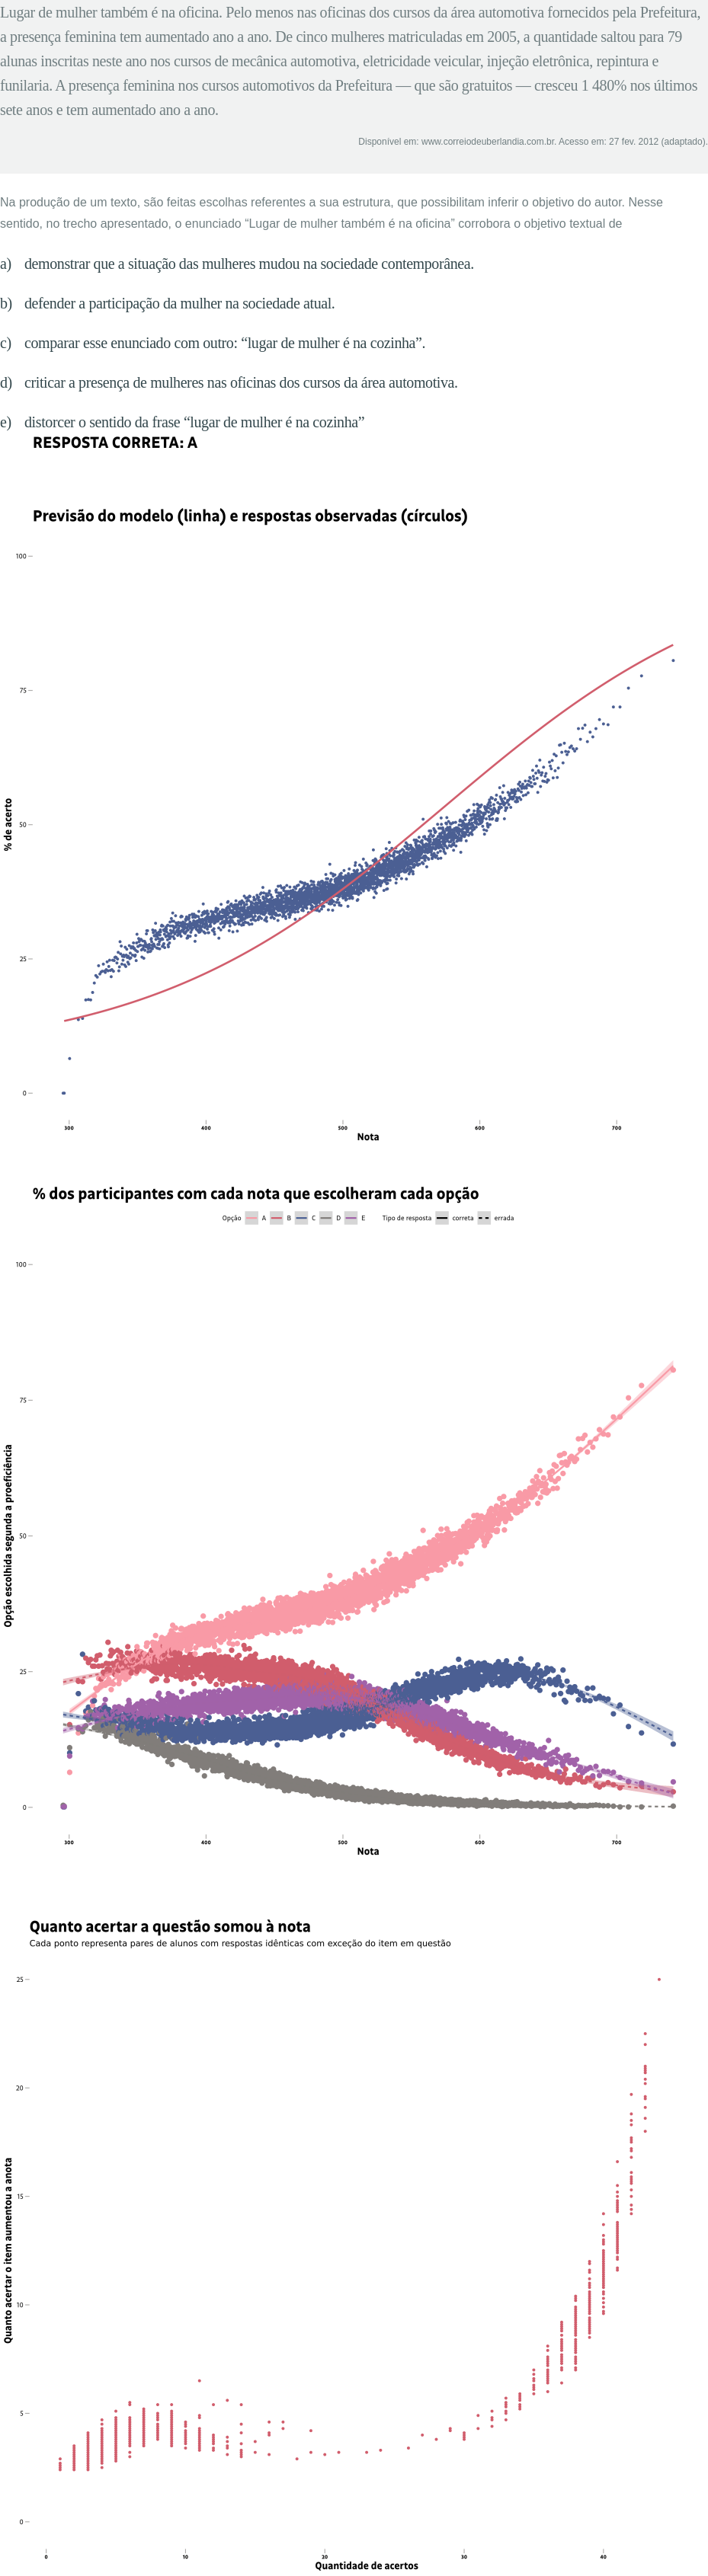 Lugar de mulher também é na oficina. Pelo menos nas oficinas dos cursos da área automotiva fornecidos pela Prefeitura,
a presença feminina tem aumentado ano a ano. De cinco mulheres matriculadas em 2005, a quantidade saltou para 79
alunas inscritas neste ano nos cursos de mecânica automotiva, eletricidade veicular, injeção eletrônica, repintura e
funilaria. A presença feminina nos cursos automotivos da Prefeitura — que são gratuitos — cresceu 1 480% nos últimos
sete anos e tem aumentado ano a ano.
Disponível em: www.correiodeuberlandia.com.br. Acesso em: 27 fev. 2012 (adaptado).
Na produção de um texto, são feitas escolhas referentes a sua estrutura, que possibilitam inferir o objetivo do autor. Nesse
sentido, no trecho apresentado, o enunciado “Lugar de mulher também é na oficina” corrobora o objetivo textual de
a) demonstrar que a situação das mulheres mudou na sociedade contemporânea.
b) defender a participação da mulher na sociedade atual.
c) comparar esse enunciado com outro: “lugar de mulher é na cozinha”.
d) criticar a presença de mulheres nas oficinas dos cursos da área automotiva.
e) distorcer o sentido da frase “lugar de mulher é na cozinha”
RESPOSTA CORRETA: A
Previsão do modelo (linha) e respostas observadas (círculos)
100
75
50
25
0
% de acerto
300 400 500 600 700
Nota
% dos participantes com cada nota que escolheram cada opção
Opção A B C D E Tipo de resposta correta errada
100
75
50
25
0
Opção escolhida segunda a proeficiência
300 400 500 600 700
Nota
Quanto acertar a questão somou à nota
Cada ponto representa pares de alunos com respostas idênticas com exceção do item em questão
25
20
15
10
5
0
Quanto acertar o item aumentou a anota
0 10 20 30 40
Quantidade de acertos